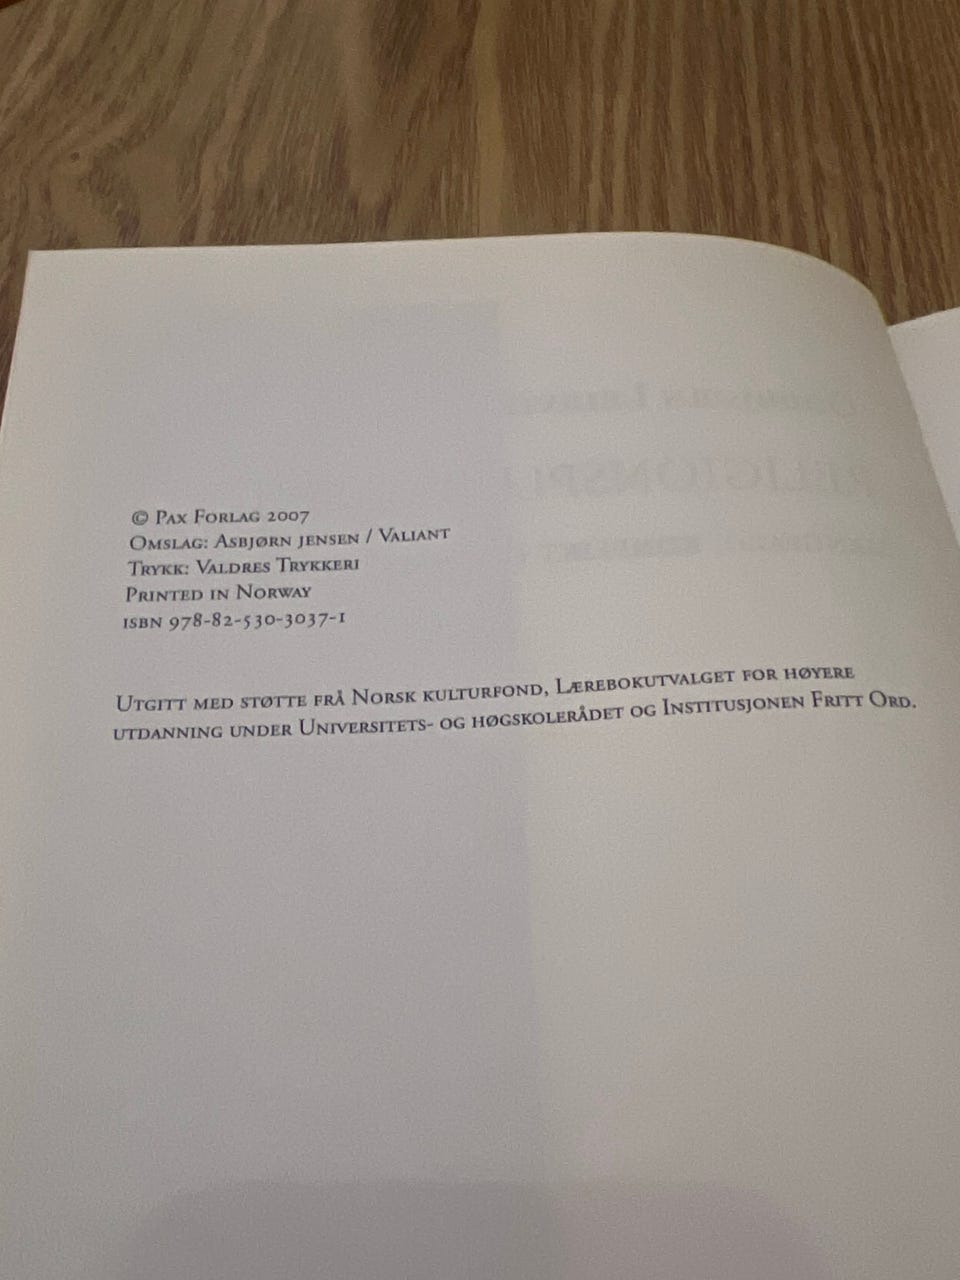 © Pax Forlag 2007
Omslag: Asbjørn Jensen / Valiant
Trykk: Valdres Trykkeri
Printed in Norway
ISBN 978-82-530-3037-1
Utgitt med støtte frå Norsk kulturfond, Lærebokutvalget for høyere
utdanning under Universitets- og høgskolerådet og Institusjonen Fritt Ord.